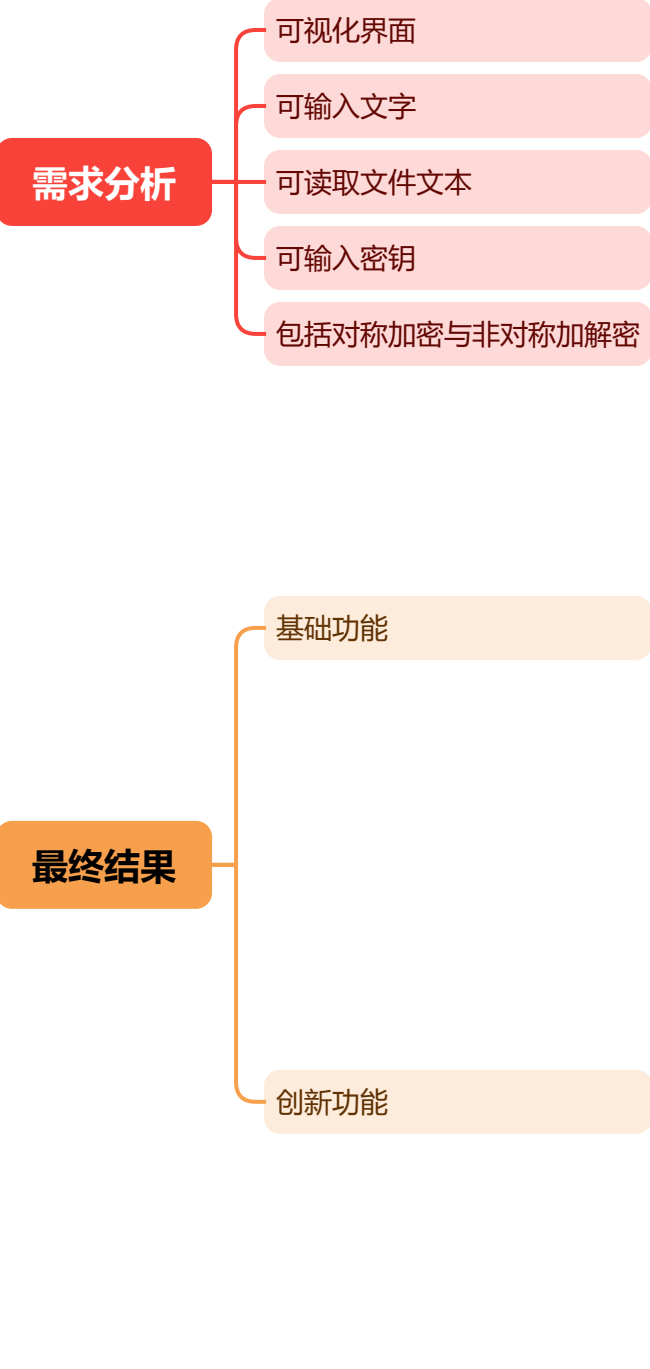 需求分析
可视化界面
可输入文字
可读取文件文本
可输入密钥
包括对称加密与非对称加解密
最终结果
基础功能
创新功能